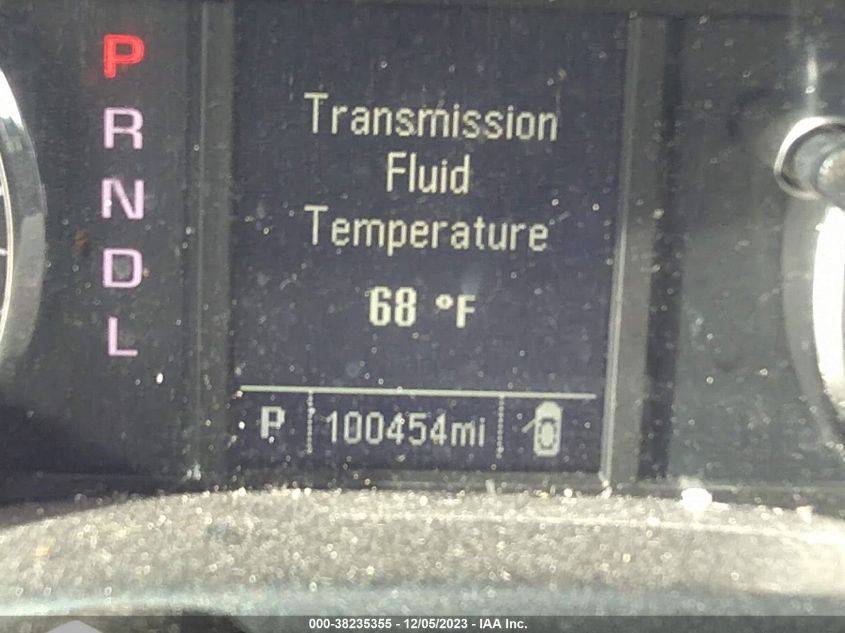 P
R
N
D
L
Transmission
Fluid
Temperature
68 °F
P 100454mi
000-38235355 - 12/05/2023 - IAA Inc.